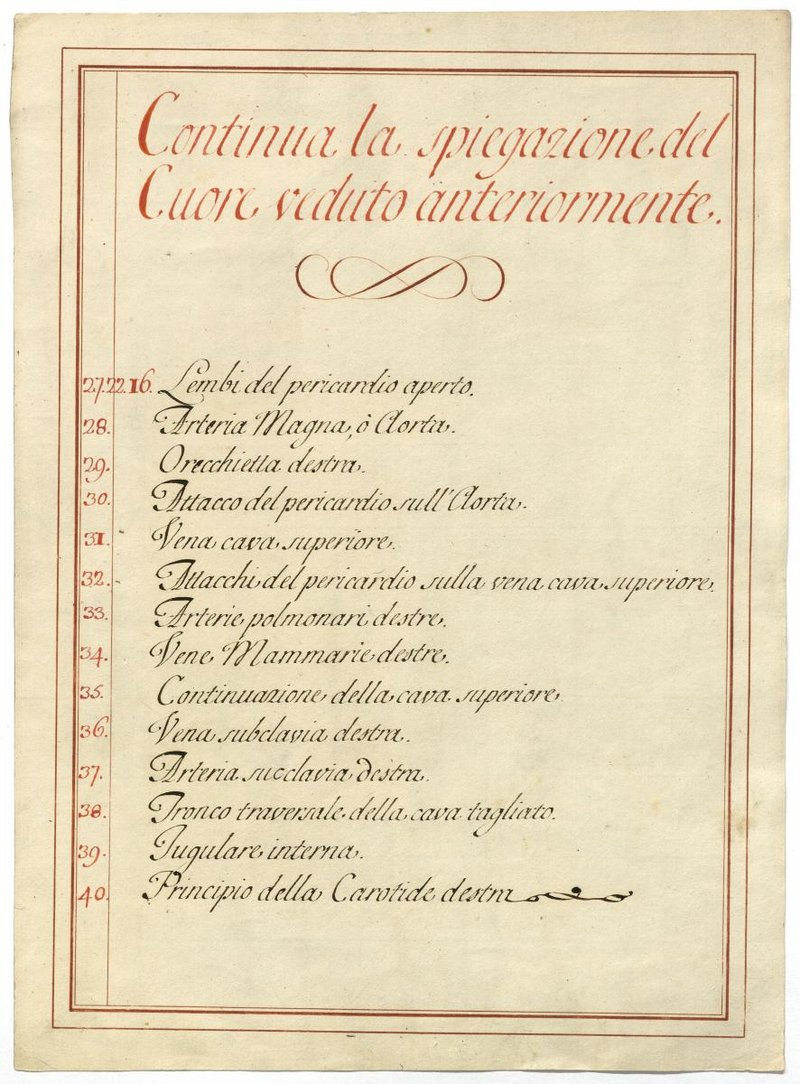 Continua la spiegazione del
Cuore veduto anteriormente.
27.22.16. Lembi del pericardio aperto.
28. Arteria Magna, ò Aorta.
29. Orecchietta destra.
30. Attacco del pericardio sull'Aorta.
31. Vena cava superiore.
32. Attacchi del pericardio sulla vena cava superiore.
33. Arterie polmonari destre.
34. Vene Mammarie destre.
35. Continuazione della cava superiore
36. Vena subclavia destra.
37. Arteria succlavia destra.
38. Tronco traversale della cava tagliato.
39. Jugulare interna.
40. Principio della Carotide destra